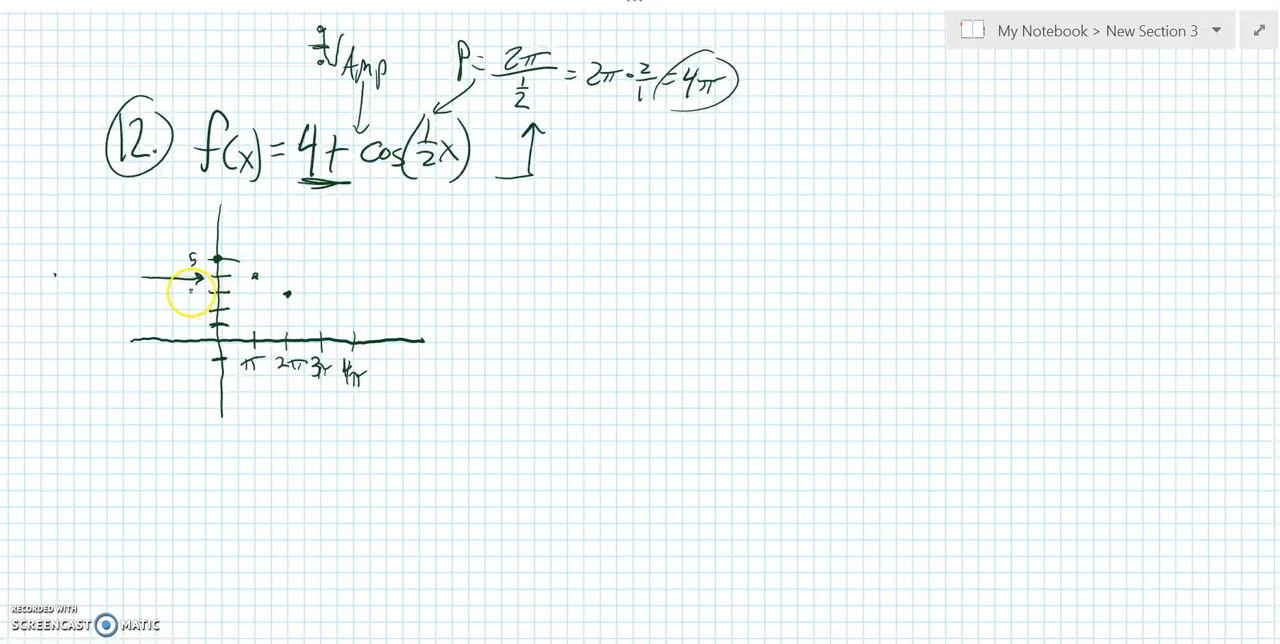 My Notebook > New Section 3
Amp P = 2π / 1/2 = 2π · 2/1 = 4π
12. f(x) = 4 + cos(1/2 x)
5
π 2π 3π 4π
RECORDED WITH
SCREENCAST MATIC